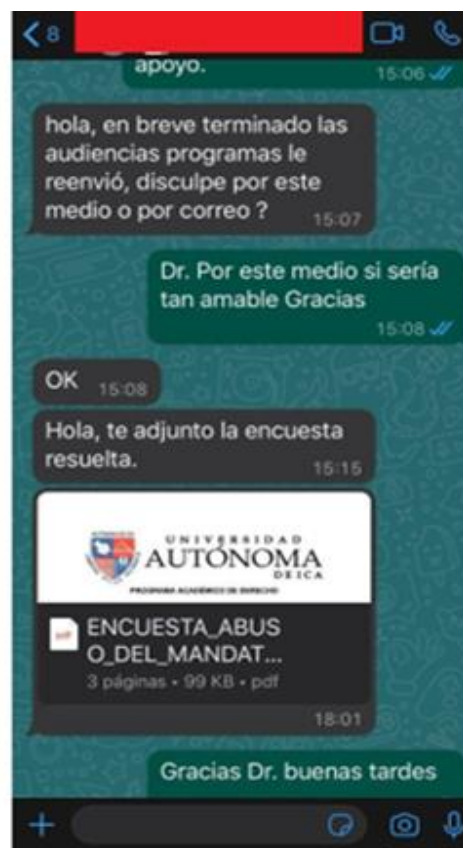 8
apoyo.
15:06
hola, en breve terminado las
audiencias programas le
reenvió, disculpe por este
medio o por correo ?
15:07
Dr. Por este medio si sería
tan amable Gracias
15:08
OK
15:08
Hola, te adjunto la encuesta
resuelta.
15:15
UNIVERSIDAD
AUTÓNOMA
DE ICA
PROGRAMA ACADÉMICO DE DERECHO
ENCUESTA_ABUS
O_DEL_MANDAT...
3 páginas • 99 KB • pdf
18:01
Gracias Dr. buenas tardes